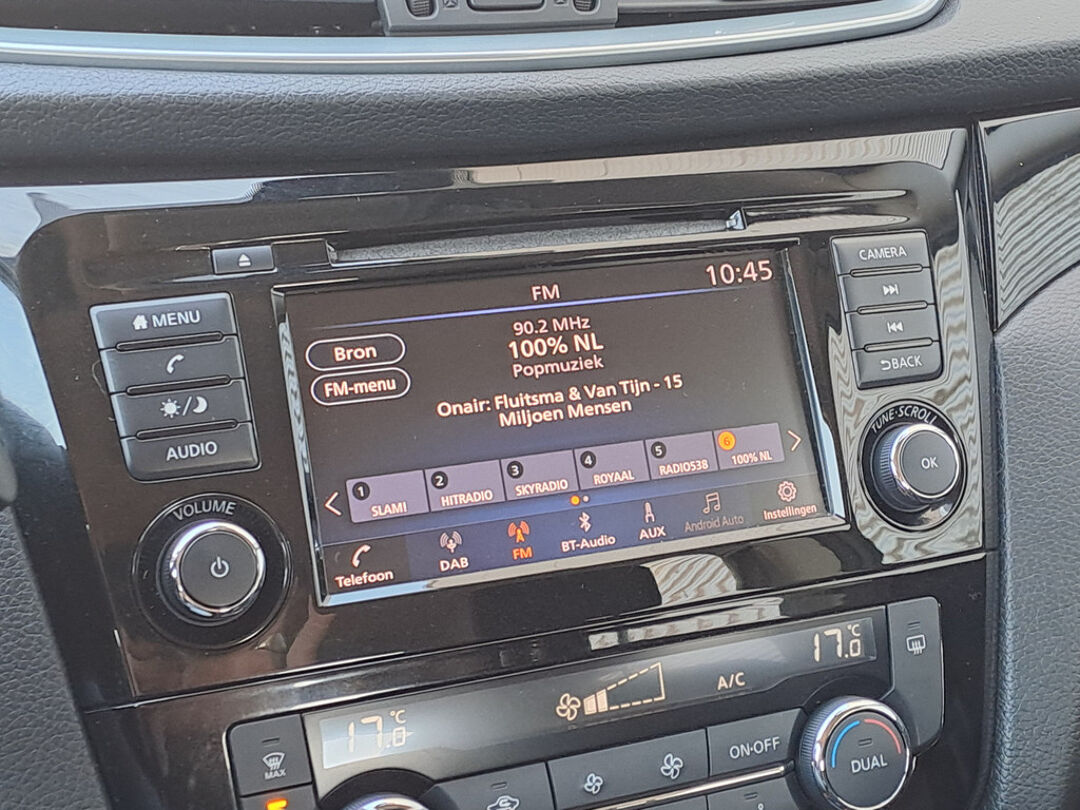 CAMERA
MENU
FM
10:45
BACK
AUDIO
Bron
90.2 MHz
100% NL
Popmuziek
FM-menu
Onair: Fluitsma & Van Tijn - 15
Miljoen Mensen
TUNE·SCROLL
OK
1 SLAM!
2 HITRADIO
3 SKYRADIO
4 ROYAAL
5 RADIO538
6 100% NL
VOLUME
Telefoon
DAB
FM
BT-Audio
AUX
Android Auto
Instellingen
17.0 °C
A/C
17.0 °C
MAX
ON·OFF
DUAL